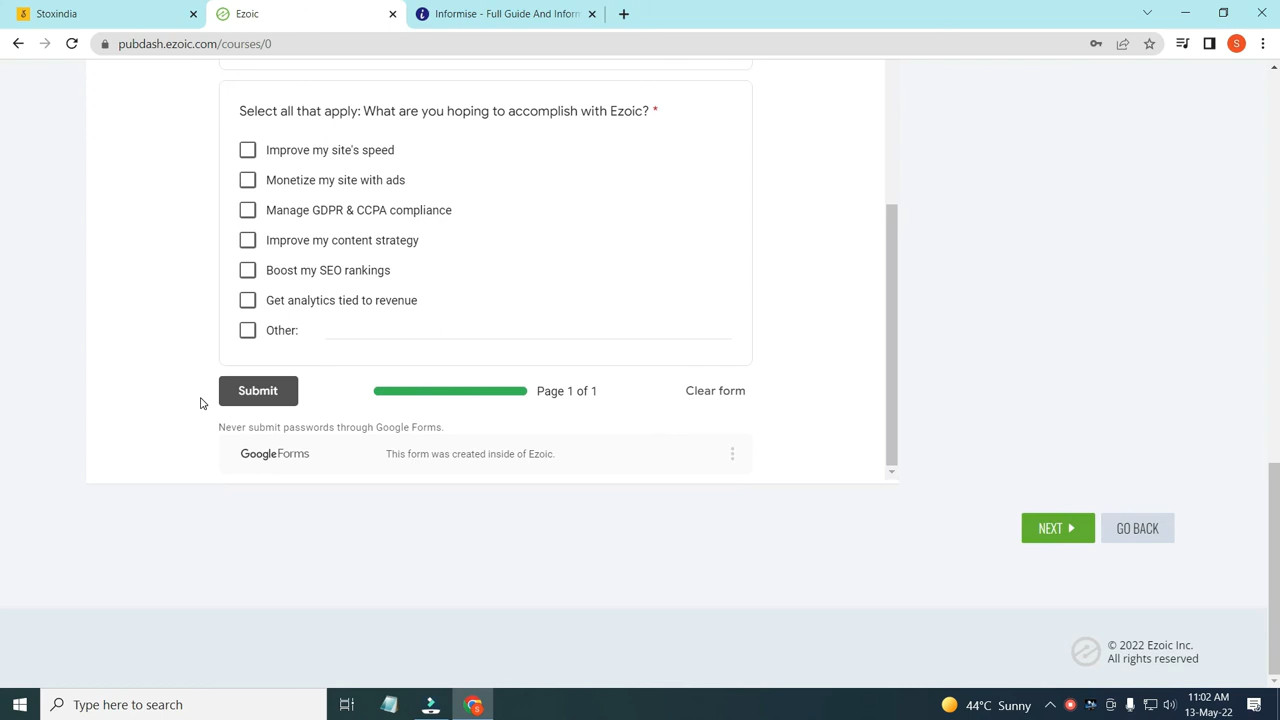 Stoxindia
Ezoic
Informise - Full Guide And Inform
pubdash.ezoic.com/courses/0
S
Select all that apply: What are you hoping to accomplish with Ezoic? *
Improve my site's speed
Monetize my site with ads
Manage GDPR & CCPA compliance
Improve my content strategy
Boost my SEO rankings
Get analytics tied to revenue
Other:
Submit
Page 1 of 1
Clear form
Never submit passwords through Google Forms.
Google Forms
This form was created inside of Ezoic.
NEXT
GO BACK
© 2022 Ezoic Inc.
All rights reserved
Type here to search
44°C Sunny
11:02 AM
13-May-22